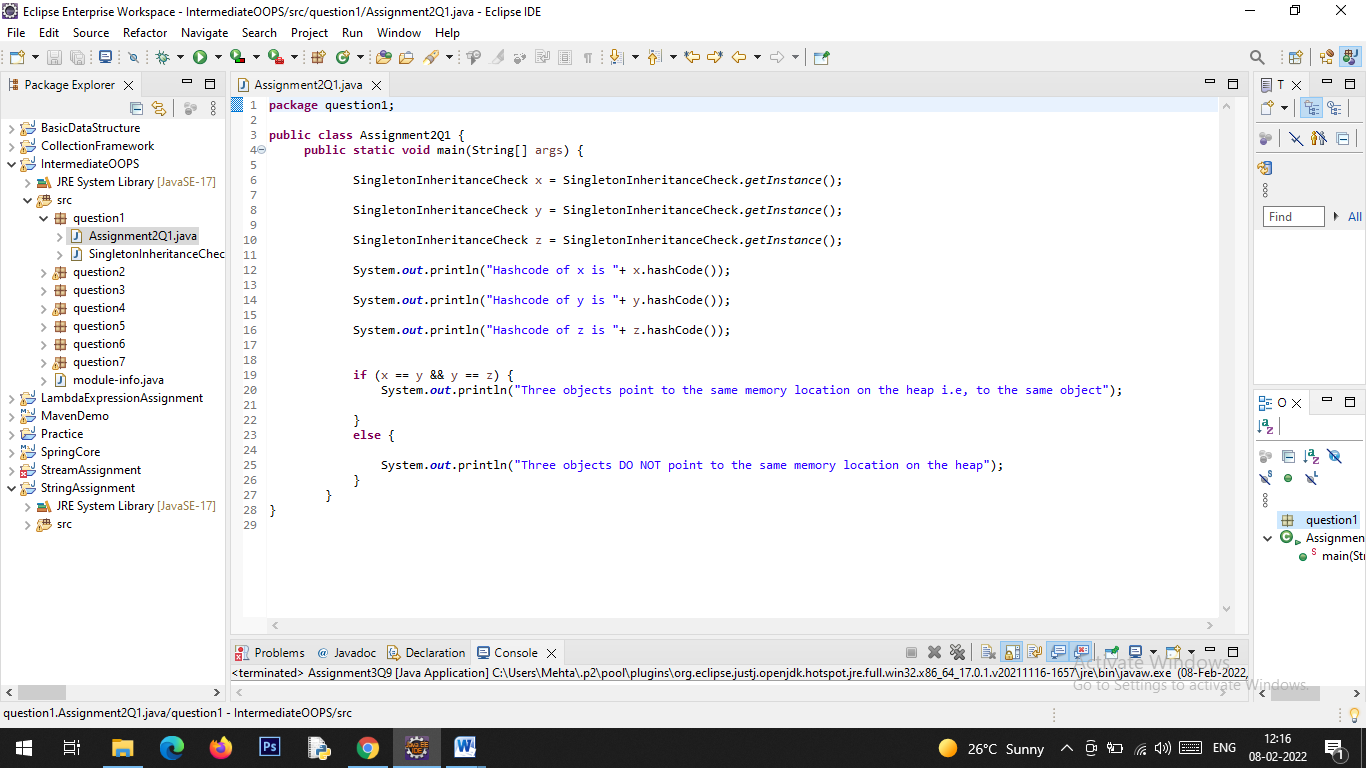 Eclipse Enterprise Workspace - IntermediateOOPS/src/question1/Assignment2Q1.java - Eclipse IDE
File Edit Source Refactor Navigate Search Project Run Window Help
Package Explorer
BasicDataStructure
CollectionFramework
IntermediateOOPS
JRE System Library [JavaSE-17]
src
question1
Assignment2Q1.java
SingletonInheritanceChec
question2
question3
question4
question5
question6
question7
module-info.java
LambdaExpressionAssignment
MavenDemo
Practice
SpringCore
StreamAssignment
StringAssignment
JRE System Library [JavaSE-17]
src
Assignment2Q1.java
1 package question1;
2
3 public class Assignment2Q1 {
4 public static void main(String[] args) {
5
6 SingletonInheritanceCheck x = SingletonInheritanceCheck.getInstance();
7
8 SingletonInheritanceCheck y = SingletonInheritanceCheck.getInstance();
9
10 SingletonInheritanceCheck z = SingletonInheritanceCheck.getInstance();
11
12 System.out.println("Hashcode of x is "+ x.hashCode());
13
14 System.out.println("Hashcode of y is "+ y.hashCode());
15
16 System.out.println("Hashcode of z is "+ z.hashCode());
17
18
19 if (x == y && y == z) {
20 System.out.println("Three objects point to the same memory location on the heap i.e, to the same object");
21
22 }
23 else {
24
25 System.out.println("Three objects DO NOT point to the same memory location on the heap");
26 }
27 }
28 }
29
T
Find All
O
question1
Assignmen
main(Str
Problems @ Javadoc Declaration Console
<terminated> Assignment3Q9 [Java Application] C:\Users\Mehta\.p2\pool\plugins\org.eclipse.justj.openjdk.hotspot.jre.full.win32.x86_64_17.0.1.v20211116-1657\jre\bin\javaw.exe (08-Feb-2022,
Activate Windows
Go to Settings to activate Windows.
question1.Assignment2Q1.java/question1 - IntermediateOOPS/src
Ps
JAVA EE
IDE
W
26°C Sunny
ENG
12:16
08-02-2022
1